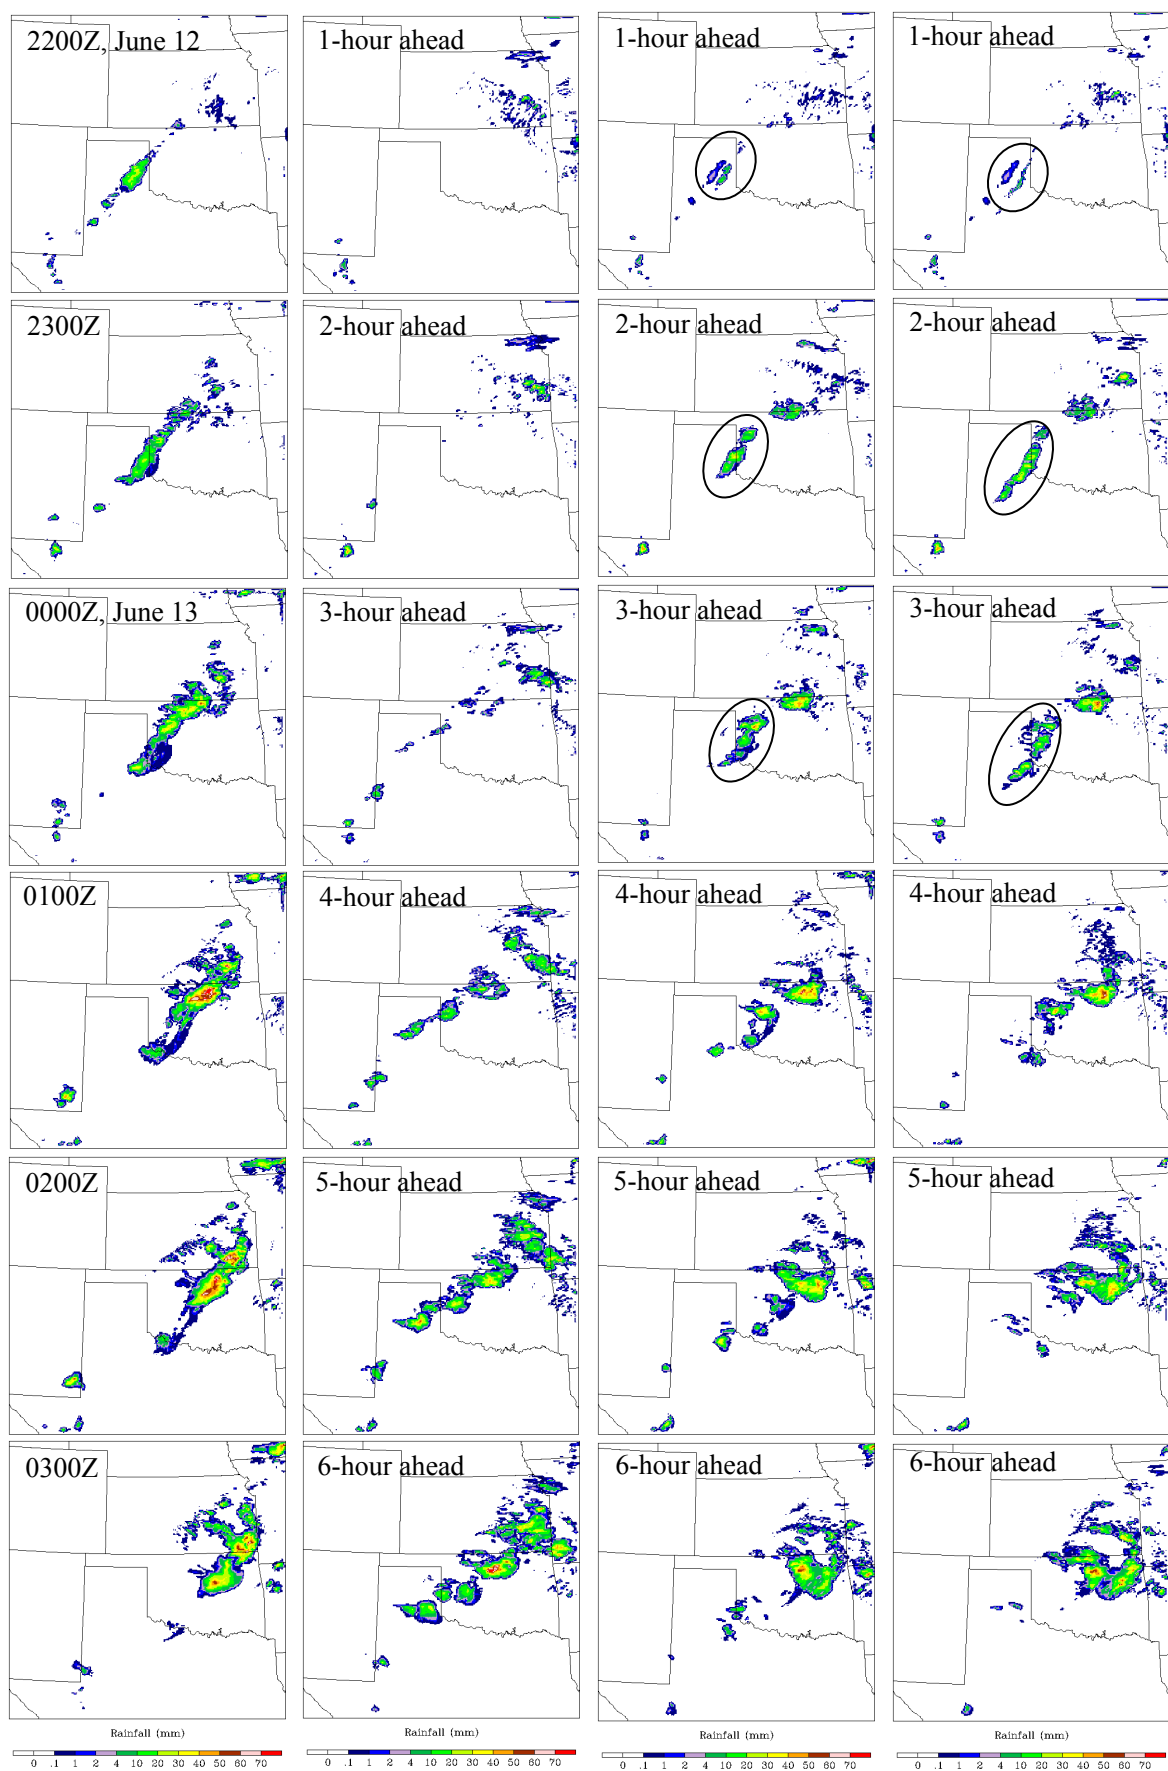 2200Z, June 12
1-hour ahead
1-hour ahead
1-hour ahead
2300Z
2-hour ahead
2-hour ahead
2-hour ahead
0000Z, June 13
3-hour ahead
3-hour ahead
3-hour ahead
0100Z
4-hour ahead
4-hour ahead
4-hour ahead
0200Z
5-hour ahead
5-hour ahead
5-hour ahead
0300Z
6-hour ahead
6-hour ahead
6-hour ahead
Rainfall (mm)
Rainfall (mm)
Rainfall (mm)
Rainfall (mm)
0 .1 1 2 4 10 20 30 40 50 60 70
0 .1 1 2 4 10 20 30 40 50 60 70
0 .1 1 2 4 10 20 30 40 50 60 70
0 .1 1 2 4 10 20 30 40 50 60 70